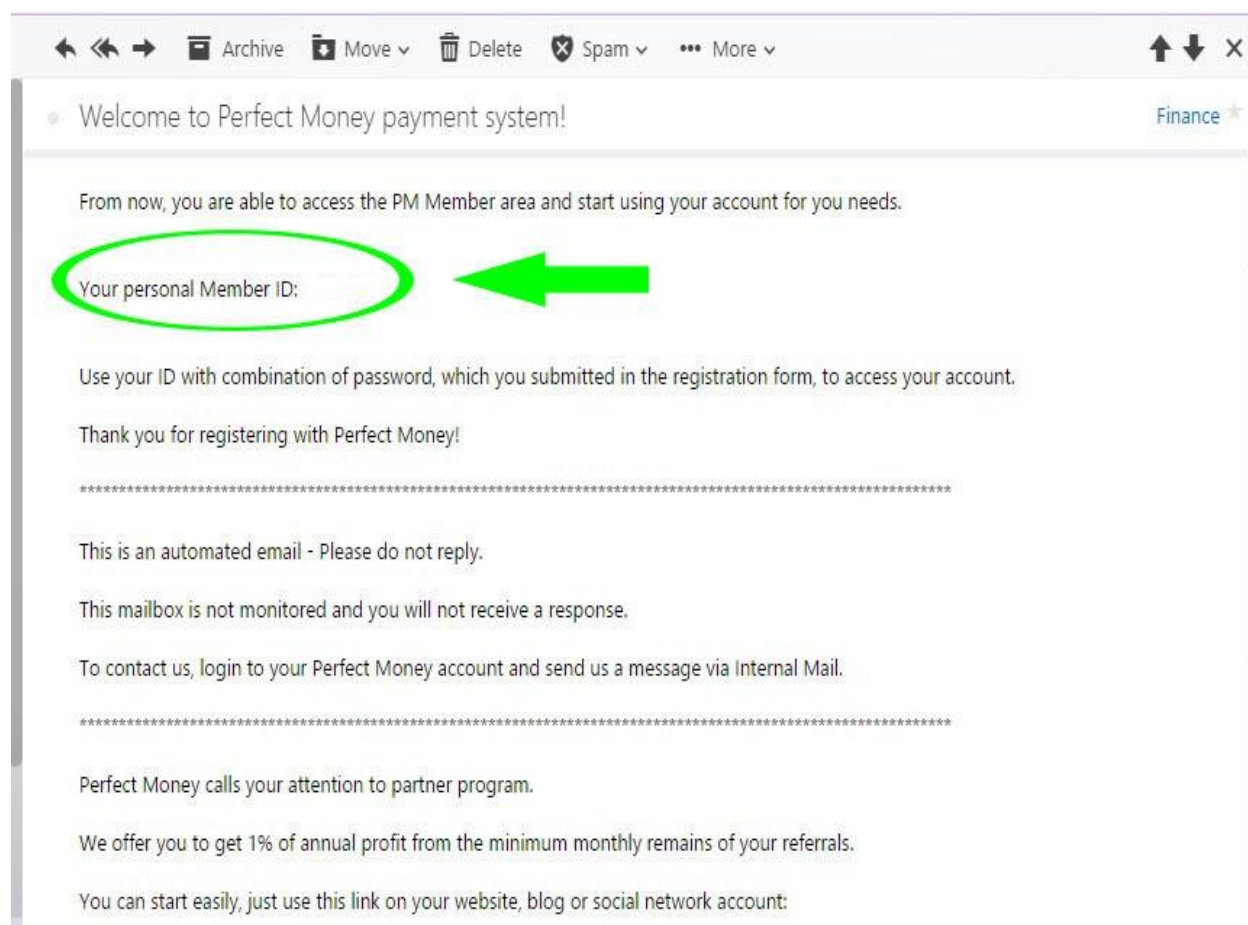 Archive Move Delete Spam ••• More
Welcome to Perfect Money payment system! Finance
From now, you are able to access the PM Member area and start using your account for you needs.
Your personal Member ID:
Use your ID with combination of password, which you submitted in the registration form, to access your account.
Thank you for registering with Perfect Money!
****************************************************************************************************************
This is an automated email - Please do not reply.
This mailbox is not monitored and you will not receive a response.
To contact us, login to your Perfect Money account and send us a message via Internal Mail.
****************************************************************************************************************
Perfect Money calls your attention to partner program.
We offer you to get 1% of annual profit from the minimum monthly remains of your referrals.
You can start easily, just use this link on your website, blog or social network account: